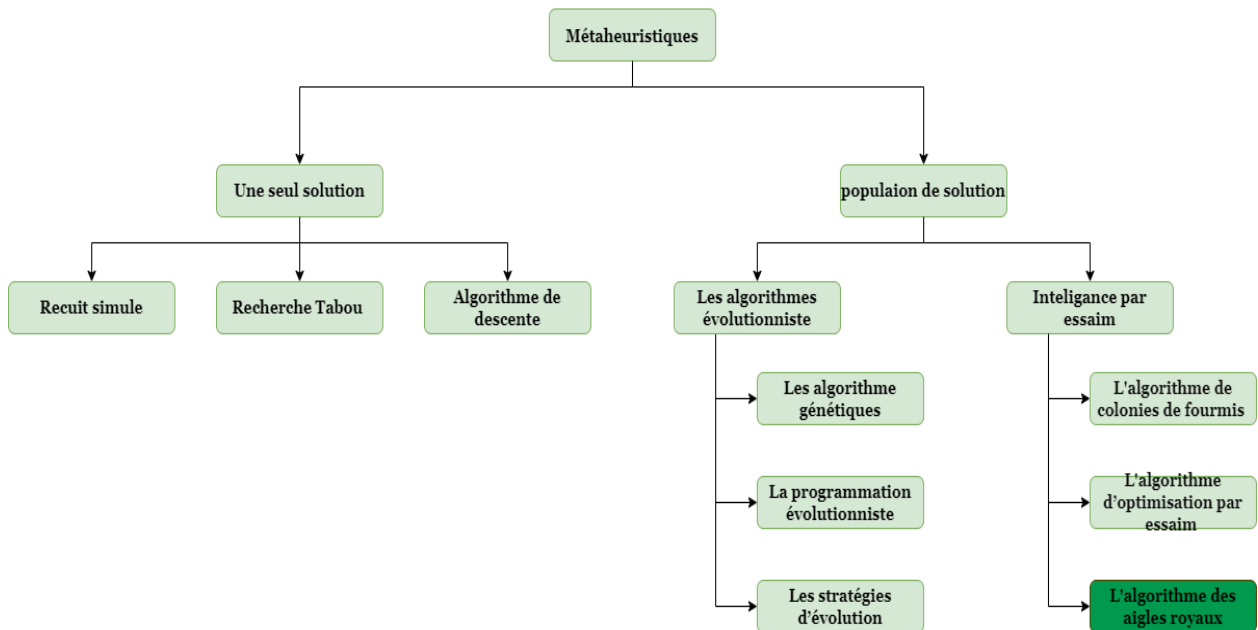 Métaheuristiques
Une seul solution
populaion de solution
Recuit simule
Recherche Tabou
Algorithme de
descente
Les algorithmes
évolutionniste
Inteligance par
essaim
Les algorithme
génétiques
L'algorithme de
colonies de fourmis
La programmation
évolutionniste
L'algorithme
d'optimisation par
essaim
Les stratégies
d'évolution
L'algorithme des
aigles royaux